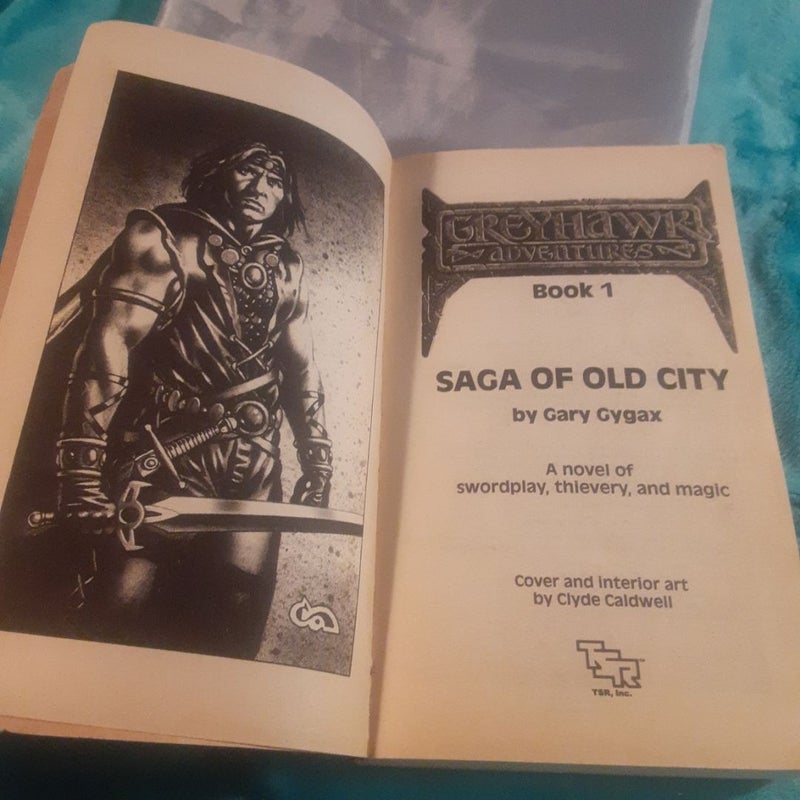 GREYHAWK
ADVENTURES
Book 1
SAGA OF OLD CITY
by Gary Gygax
A novel of
swordplay, thievery, and magic
Cover and interior art
by Clyde Caldwell
TSR™
TSR, Inc.